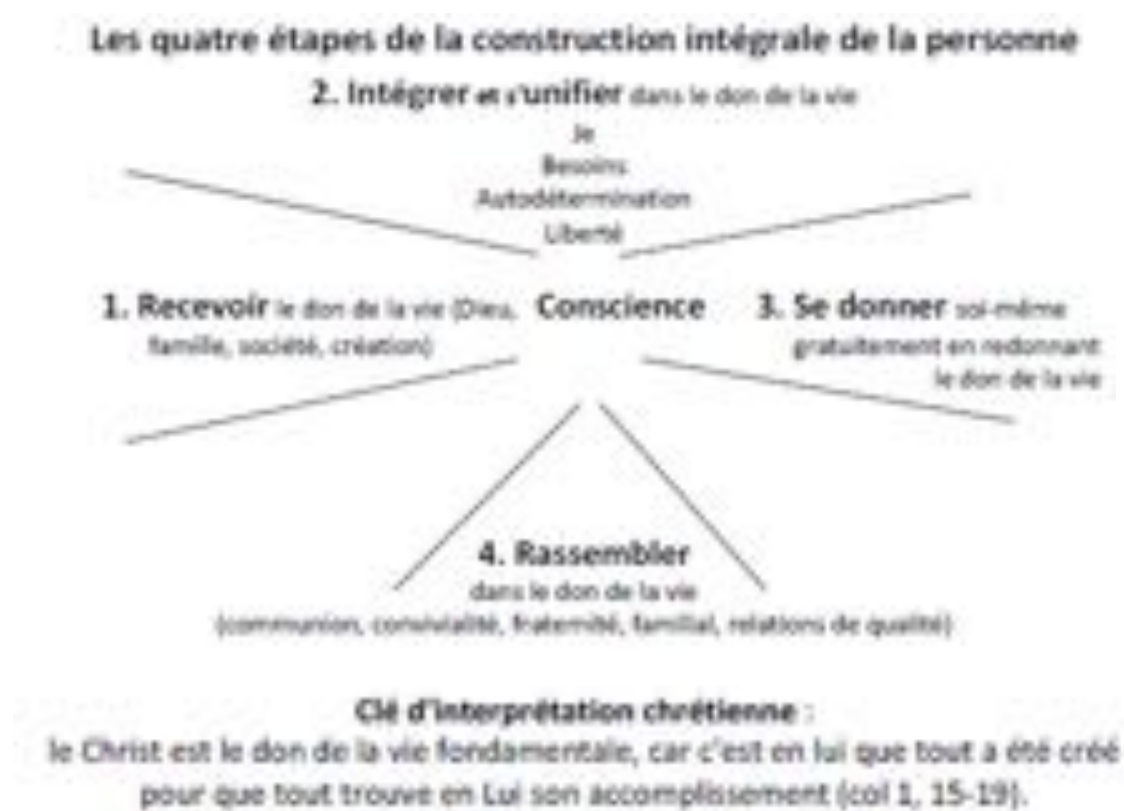 Les quatre étapes de la construction intégrale de la personne
2. Intégrer et s'unifier dans le don de la vie
Je
Besoins
Autodétermination
Liberté
1. Recevoir le don de la vie (Dieu,
famille, société, création)
Conscience
3. Se donner soi-même
gratuitement en redonnant
le don de la vie
4. Rassembler
dans le don de la vie
(communion, convivialité, fraternité, familial, relations de qualité)
Clé d'interprétation chrétienne :
le Christ est le don de la vie fondamentale, car c'est en lui que tout a été créé
pour que tout trouve en Lui son accomplissement (col 1, 15-19).